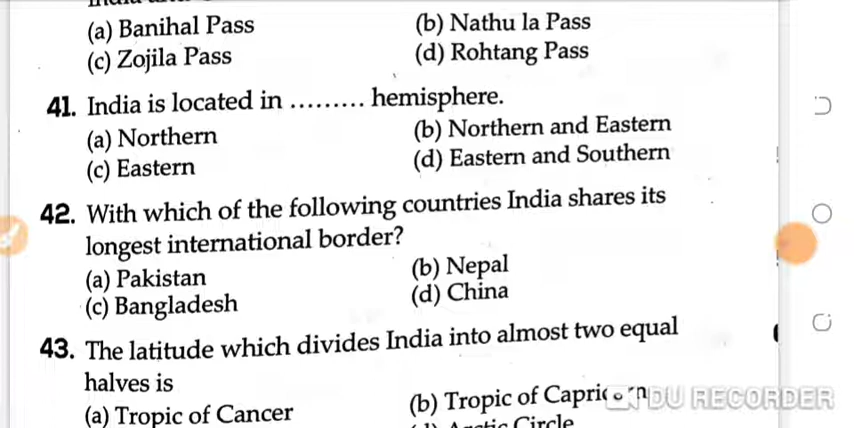 (a) Banihal Pass (b) Nathu la Pass
(c) Zojila Pass (d) Rohtang Pass
41. India is located in ......... hemisphere.
(a) Northern (b) Northern and Eastern
(c) Eastern (d) Eastern and Southern
42. With which of the following countries India shares its
longest international border?
(a) Pakistan (b) Nepal
(c) Bangladesh (d) China
43. The latitude which divides India into almost two equal
halves is
(a) Tropic of Cancer (b) Tropic of
Circle
DU RECORDER